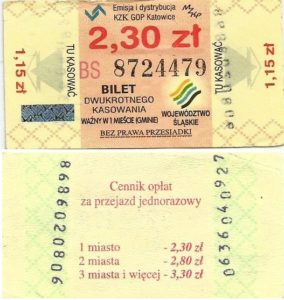 Emisja i dystrybucja
KZK GOP Katowice
2,30 zł
BS 8724479
1,15 zł
TU KASOWAĆ
TU KASOWAĆ
1,15 zł
BILET
DWUKROTNEGO
KASOWANIA
WAŻNY W 1 MIEŚCIE (GMINIE)
WOJEWÓDZTWO
ŚLĄSKIE
BEZ PRAWA PRZESIADKI
Cennik opłat
za przejazd jednorazowy
1 miasto - 2,30 zł
2 miasta - 2,80 zł
3 miasta i więcej - 3,30 zł
8686020806
0636040927